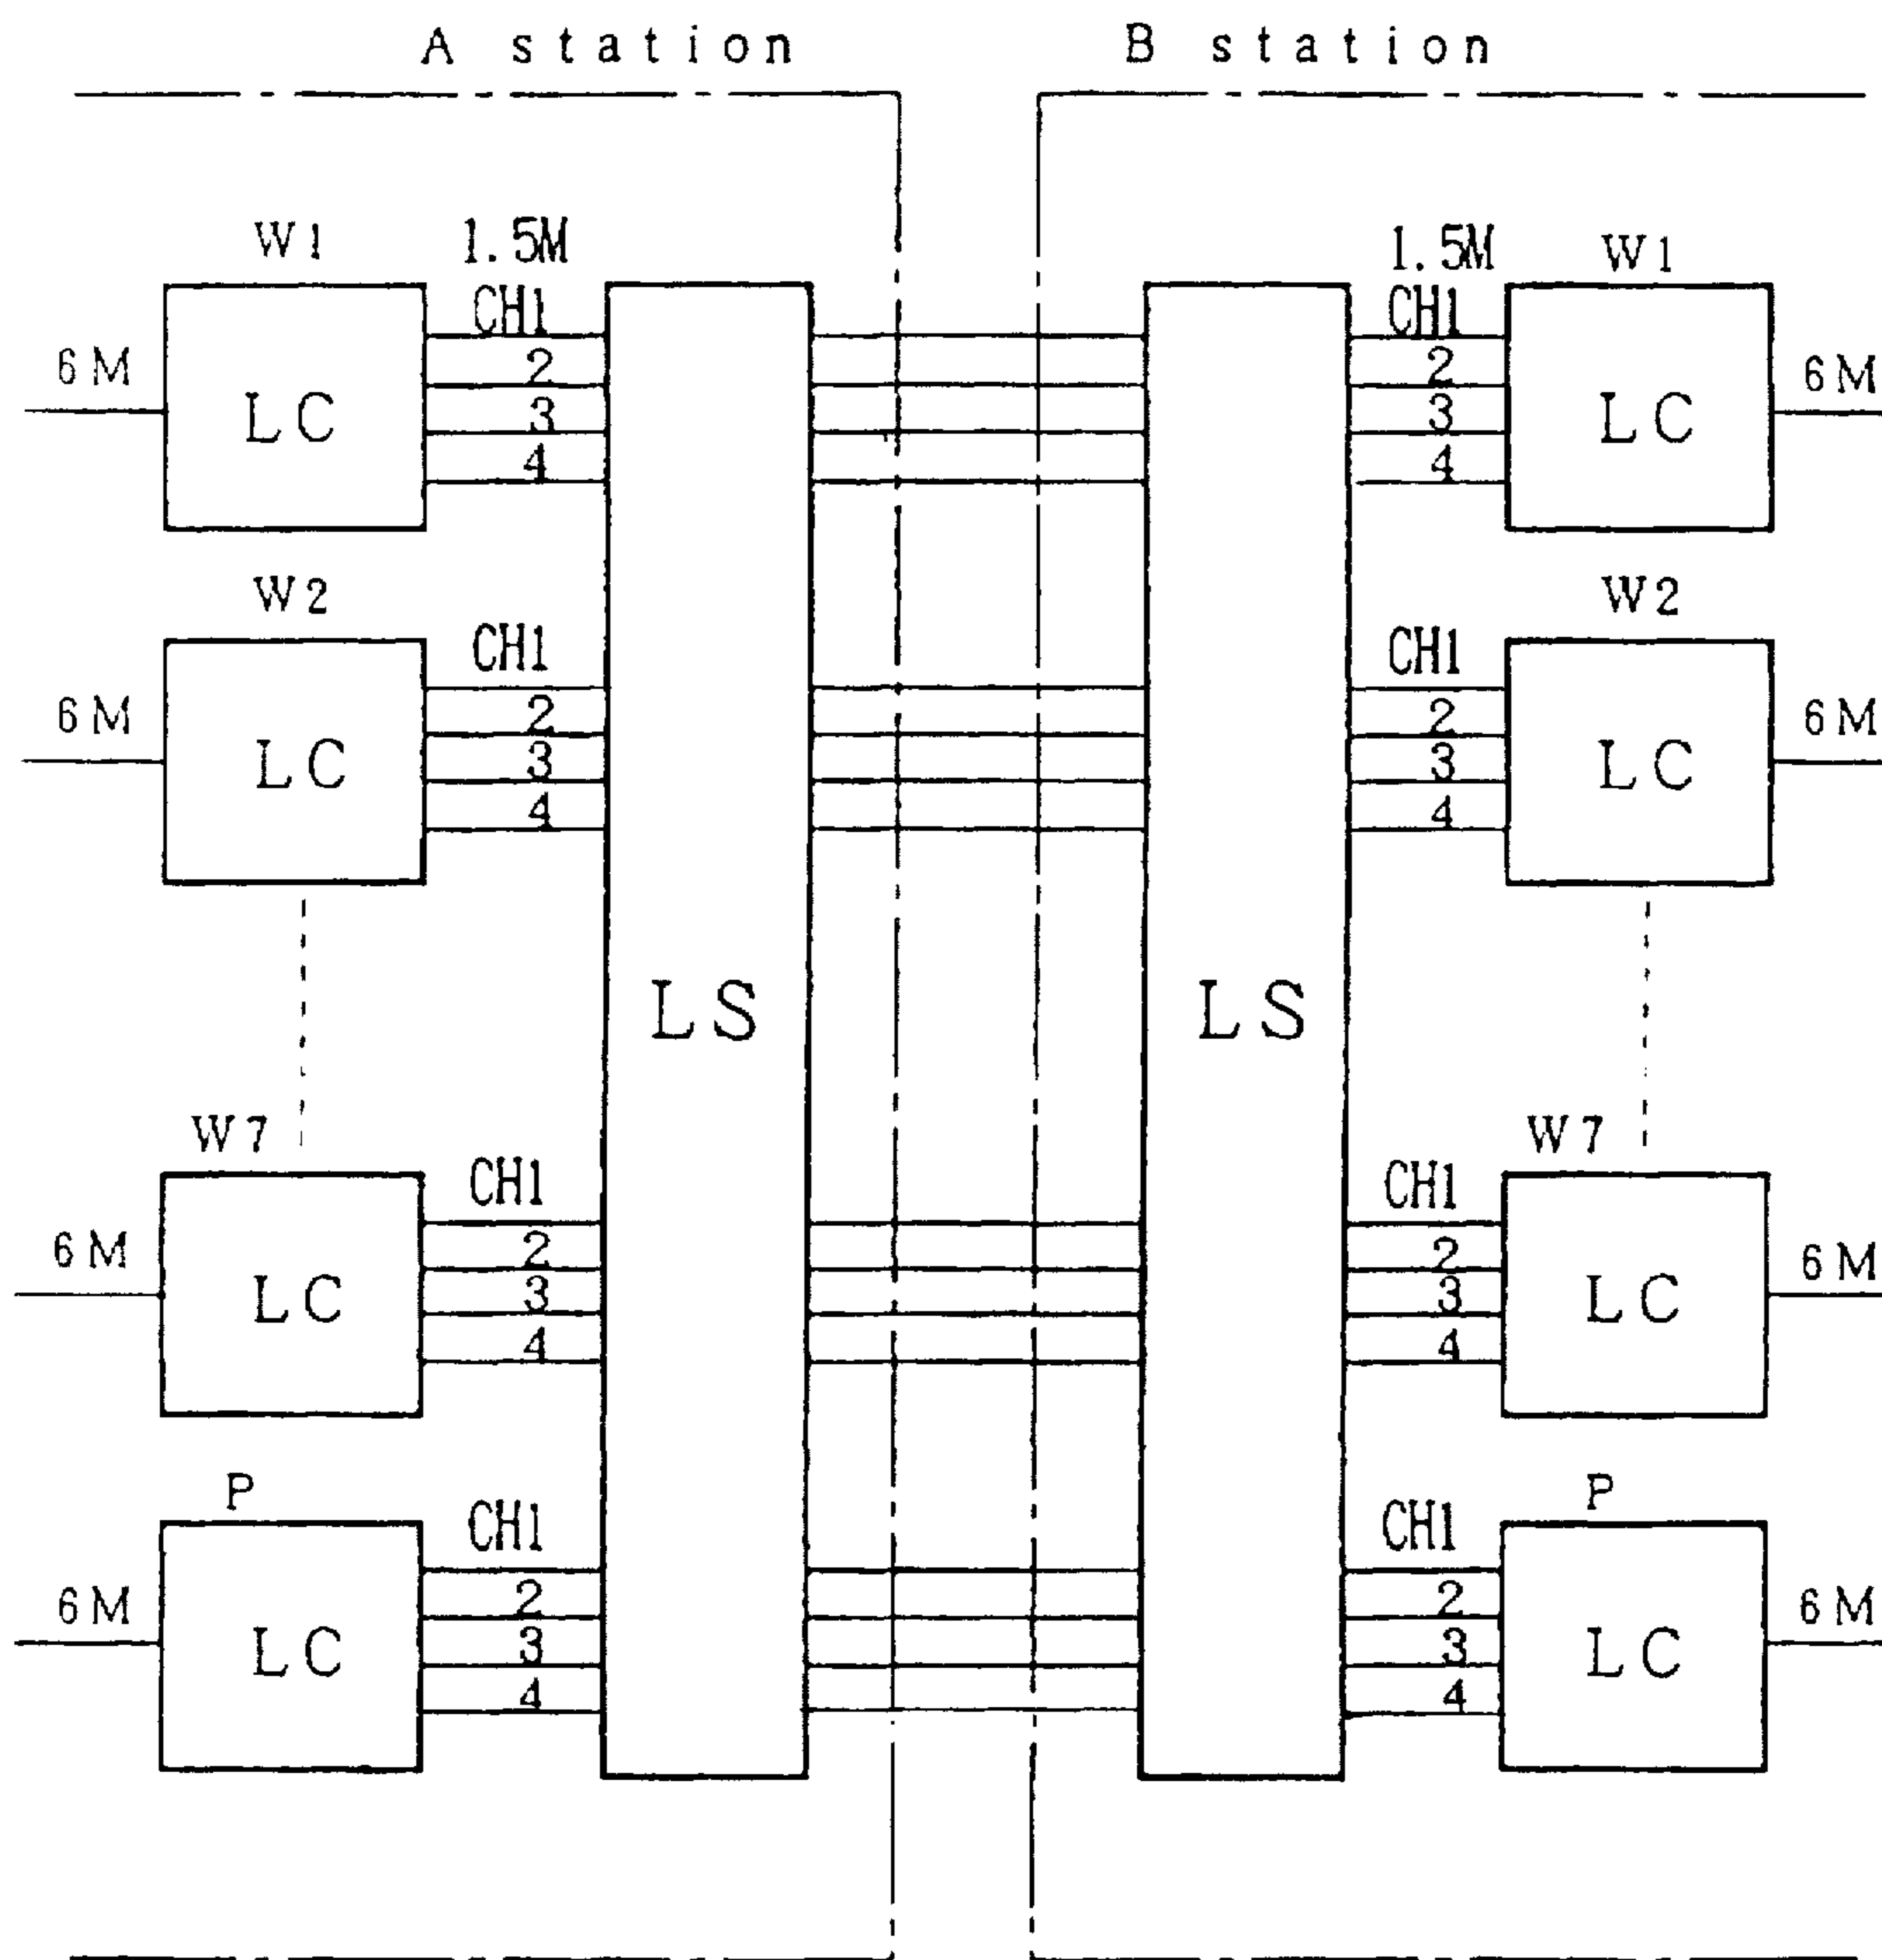 A station B station
W1 1.5M 1.5M W1
CH1 CH1
6M 2 2 6M
LC 3 3 LC
4 4
W2 W2
CH1 CH1
6M 2 2 6M
LC 3 3 LC
4 4
LS LS
W7 W7
CH1 CH1
6M 2 2 6M
LC 3 3 LC
4 4
P P
CH1 CH1
6M 2 2 6M
LC 3 3 LC
4 4